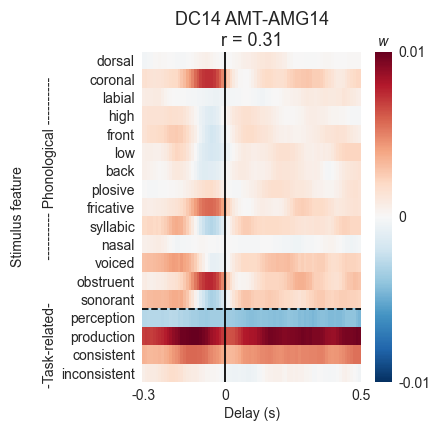 DC14 AMT-AMG14
r = 0.31
w
Stimulus feature
---------- Phonological ----------
-Task-related-
dorsal
coronal
labial
high
front
low
back
plosive
fricative
syllabic
nasal
voiced
obstruent
sonorant
perception
production
consistent
inconsistent
0.01
0
-0.01
-0.3
0
0.5
Delay (s)